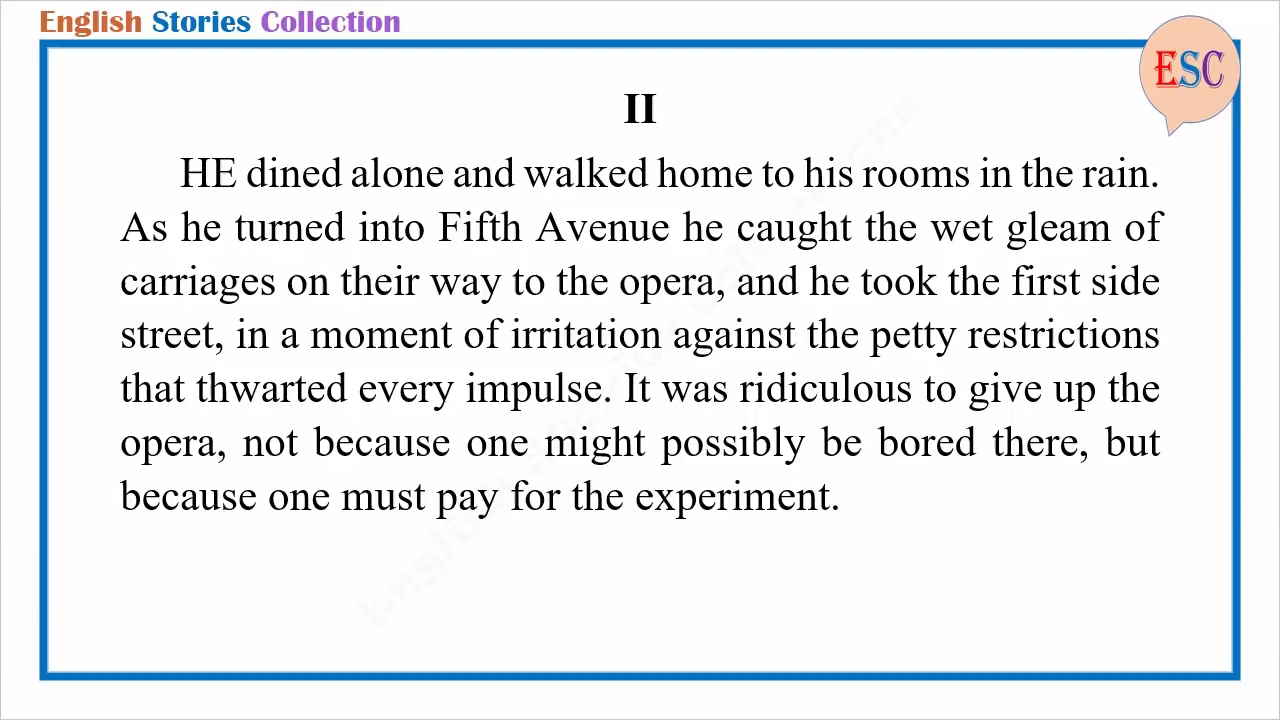 English Stories Collection
ESC
II
HE dined alone and walked home to his rooms in the rain.
As he turned into Fifth Avenue he caught the wet gleam of
carriages on their way to the opera, and he took the first side
street, in a moment of irritation against the petty restrictions
that thwarted every impulse. It was ridiculous to give up the
opera, not because one might possibly be bored there, but
because one must pay for the experiment.
English Stories Collections